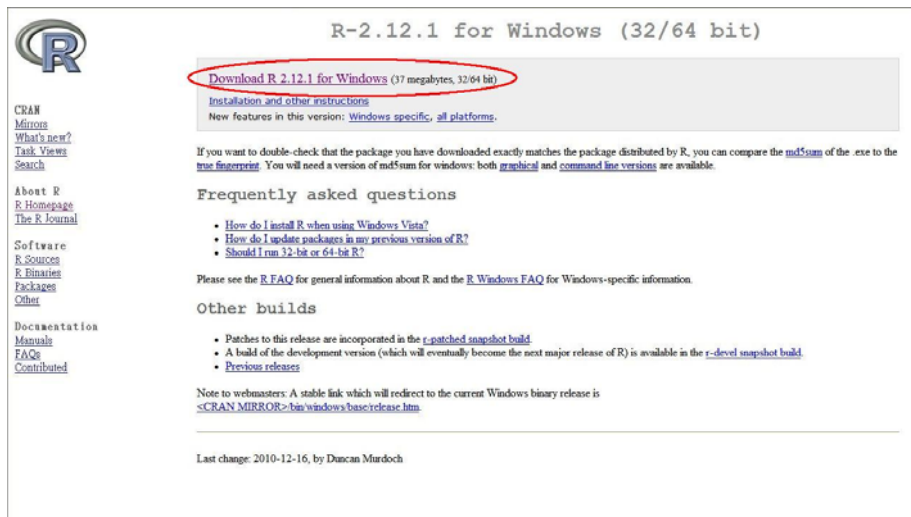 R
R-2.12.1 for Windows (32/64 bit)
Download R 2.12.1 for Windows (37 megabytes, 32/64 bit)
Installation and other instructions
New features in this version: Windows specific, all platforms.
CRAN
Mirrors
What's new?
Task Views
Search
About R
R Homepage
The R Journal
Software
R Sources
R Binaries
Packages
Other
Documentation
Manuals
FAQs
Contributed
If you want to double-check that the package you have downloaded exactly matches the package distributed by R, you can compare the md5sum of the .exe to the
true fingerprint. You will need a version of md5sum for windows: both graphical and command line versions are available.
Frequently asked questions
• How do I install R when using Windows Vista?
• How do I update packages in my previous version of R?
• Should I run 32-bit or 64-bit R?
Please see the R FAQ for general information about R and the R Windows FAQ for Windows-specific information.
Other builds
• Patches to this release are incorporated in the r-patched snapshot build.
• A build of the development version (which will eventually become the next major release of R) is available in the r-devel snapshot build.
• Previous releases
Note to webmasters: A stable link which will redirect to the current Windows binary release is
<CRAN MIRROR>/bin/windows/base/release.htm.
Last change: 2010-12-16, by Duncan Murdoch